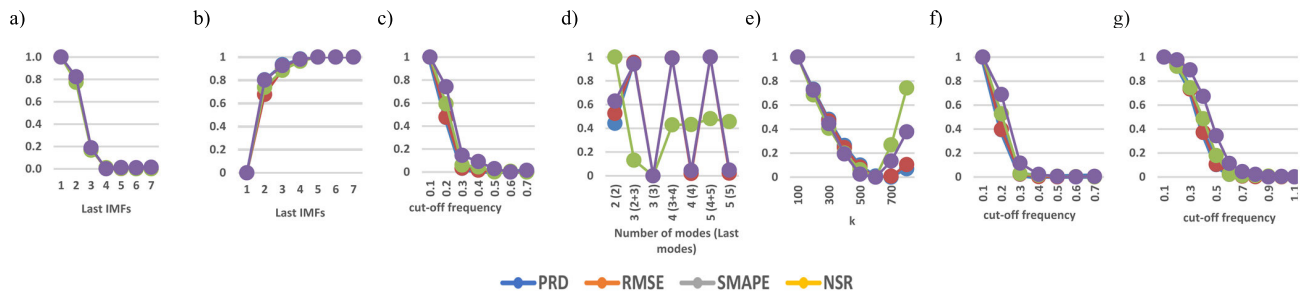 a) b) c) d) e) f) g)
1.0
0.8
0.6
0.4
0.2
0.0
1 2 3 4 5 6 7
Last IMFs
1
0.8
0.6
0.4
0.2
0
1 2 3 4 5 6 7
Last IMFs
1
0.8
0.6
0.4
0.2
0
0.1 0.2 0.3 0.4 0.5 0.6 0.7
cut-off frequency
1
0.8
0.6
0.4
0.2
0
2 (2) 3 (2+3) 3 (3) 4 (3+4) 4 (4) 5 (4+5) 5 (5)
Number of modes (Last
modes)
1
0.8
0.6
0.4
0.2
0
100 300 500 700
k
1
0.8
0.6
0.4
0.2
0
0.1 0.2 0.3 0.4 0.5 0.6 0.7
cut-off frequency
1
0.8
0.6
0.4
0.2
0
0.1 0.3 0.5 0.7 0.9 1.1
cut-off frequency
PRD RMSE SMAPE NSR